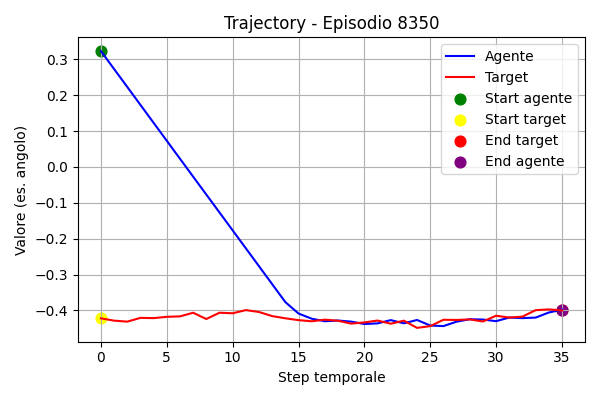 Trajectory - Episodio 8350
Agente
Target
Start agente
Start target
End target
End agente
Valore (es. angolo)
0.3
0.2
0.1
0.0
−0.1
−0.2
−0.3
−0.4
0 5 10 15 20 25 30 35
Step temporale